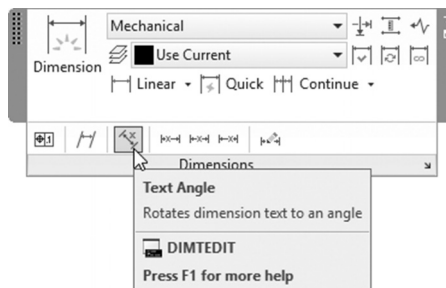 Mechanical
Use Current
Dimension
Linear Quick Continue
Dimensions
Text Angle
Rotates dimension text to an angle
DIMTEDIT
Press F1 for more help